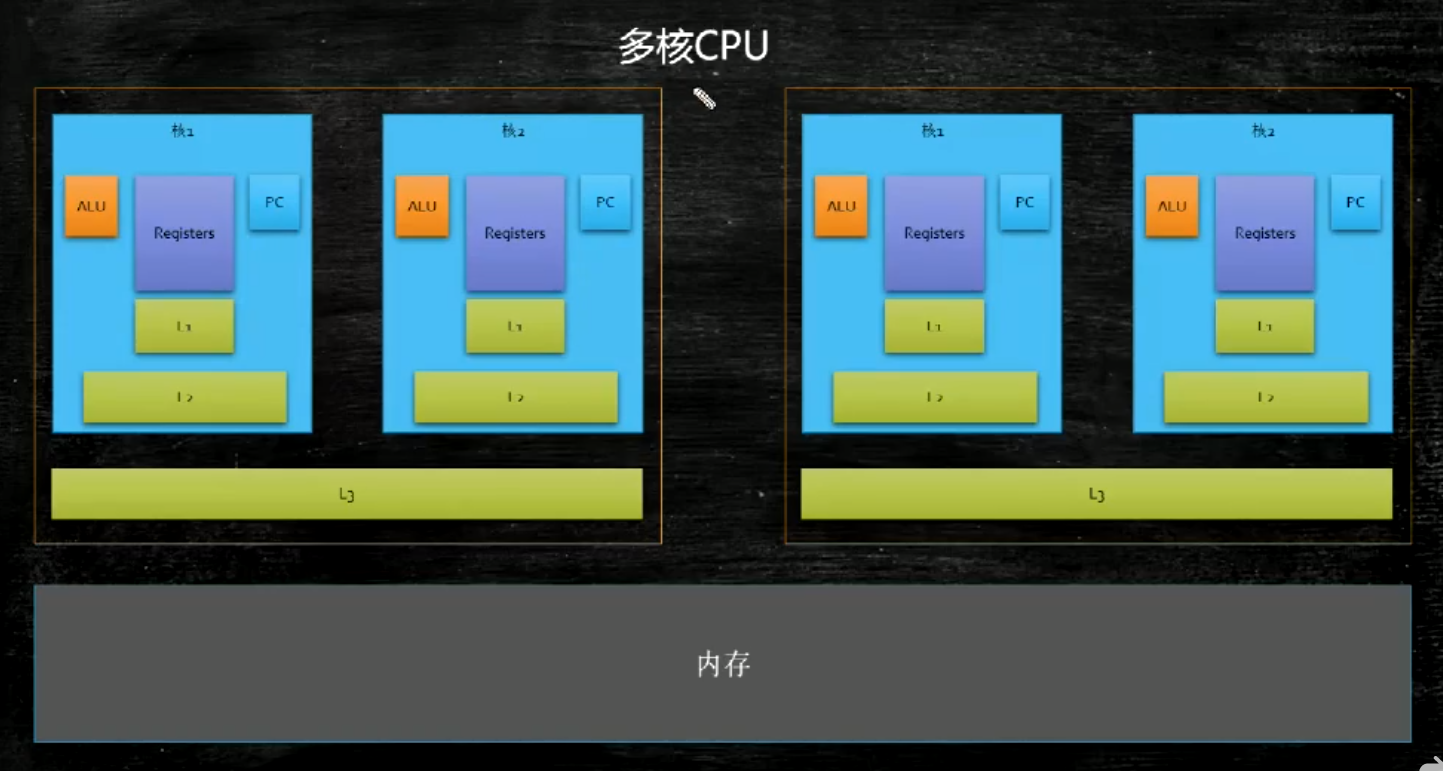 多核CPU
核1
核2
核1
核2
ALU
Registers
PC
ALU
Registers
PC
ALU
Registers
PC
ALU
Registers
PC
L1
L1
L1
L1
L2
L2
L2
L2
L3
L3
内存